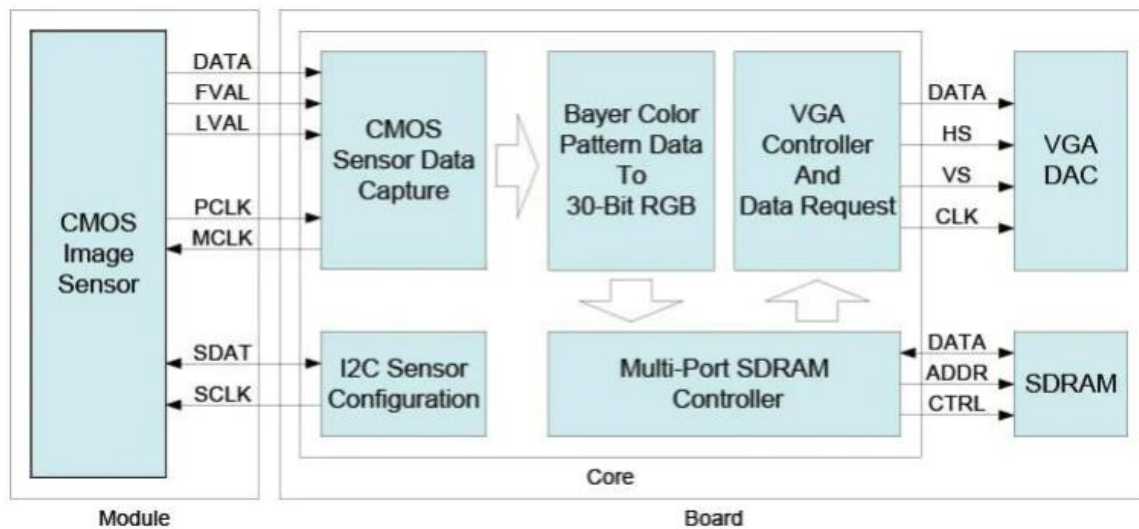 CMOS
Image
Sensor
DATA
FVAL
LVAL
PCLK
MCLK
SDAT
SCLK
CMOS
Sensor Data
Capture
I2C Sensor
Configuration
Bayer Color
Pattern Data
To
30-Bit RGB
VGA
Controller
And
Data Request
Multi-Port SDRAM
Controller
DATA
HS
VS
CLK
VGA
DAC
DATA
ADDR
CTRL
SDRAM
Core
Module
Board